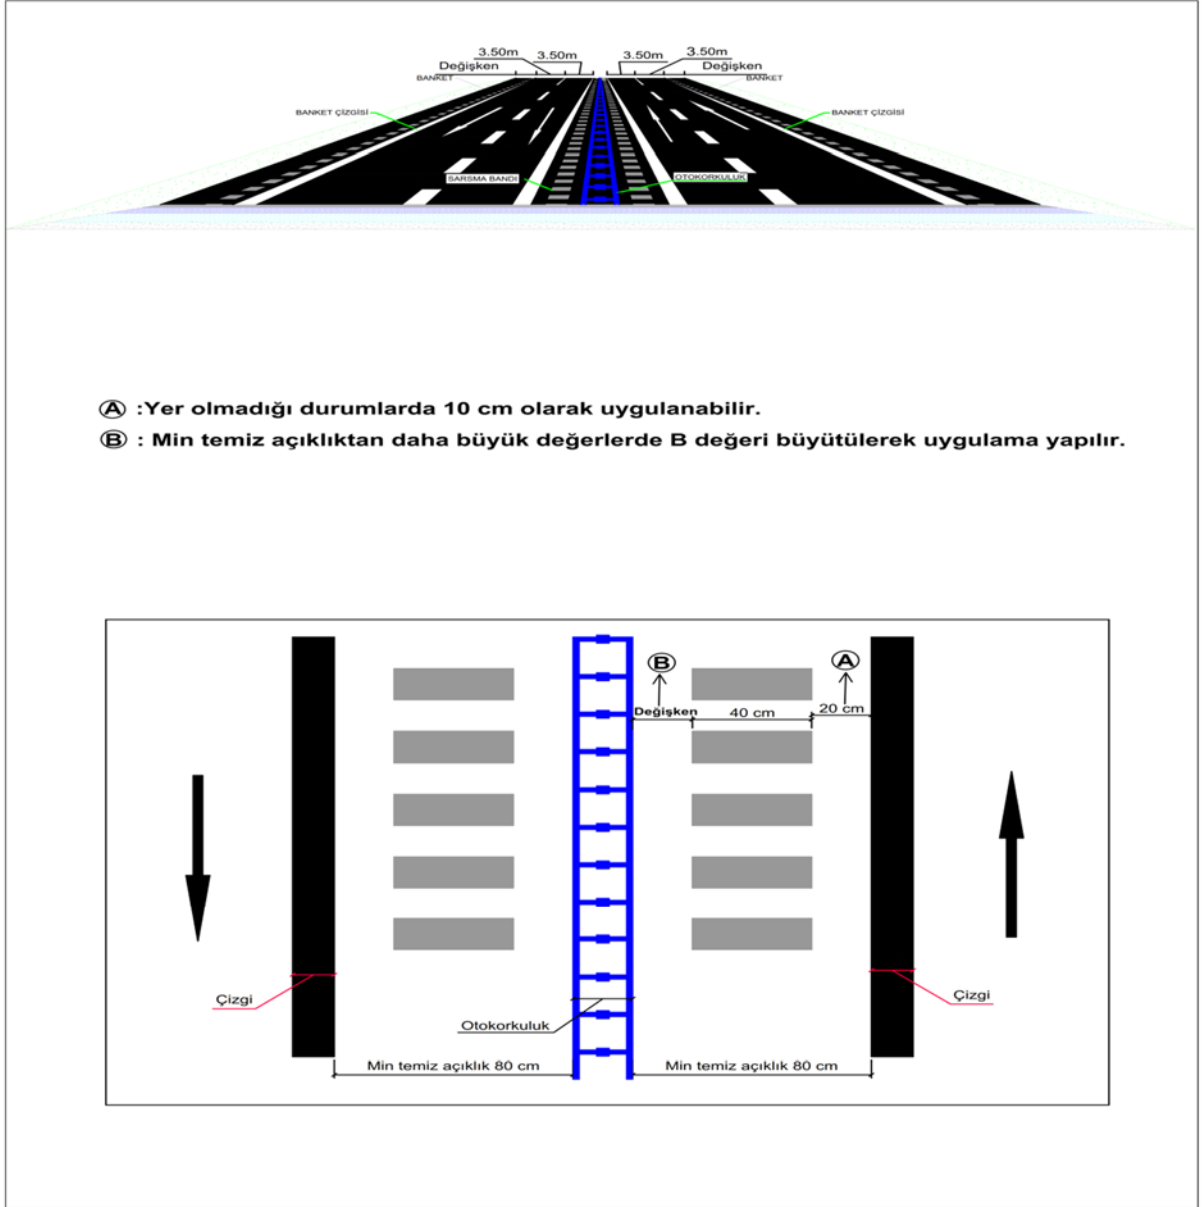 3.50m 3.50m 3.50m 3.50m
Değişken Değişken
BANKET BANKET
BANKET ÇİZGİSİ BANKET ÇİZGİSİ
SARSMA BANDI OTOKORKULUK
A :Yer olmadığı durumlarda 10 cm olarak uygulanabilir.
B : Min temiz açıklıktan daha büyük değerlerde B değeri büyütülerek uygulama yapılır.
B A
Değişken 40 cm 20 cm
Çizgi Çizgi
Otokorkuluk
Min temiz açıklık 80 cm Min temiz açıklık 80 cm